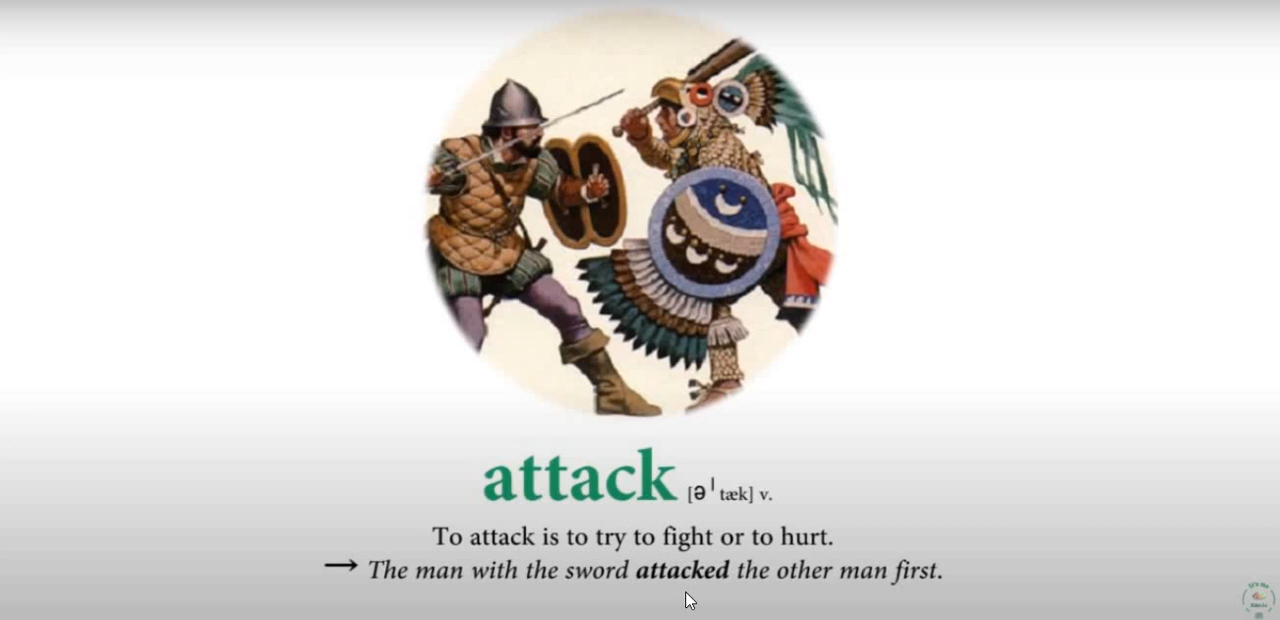 attack [əˈtæk] v.
To attack is to try to fight or to hurt.
→ The man with the sword attacked the other man first.